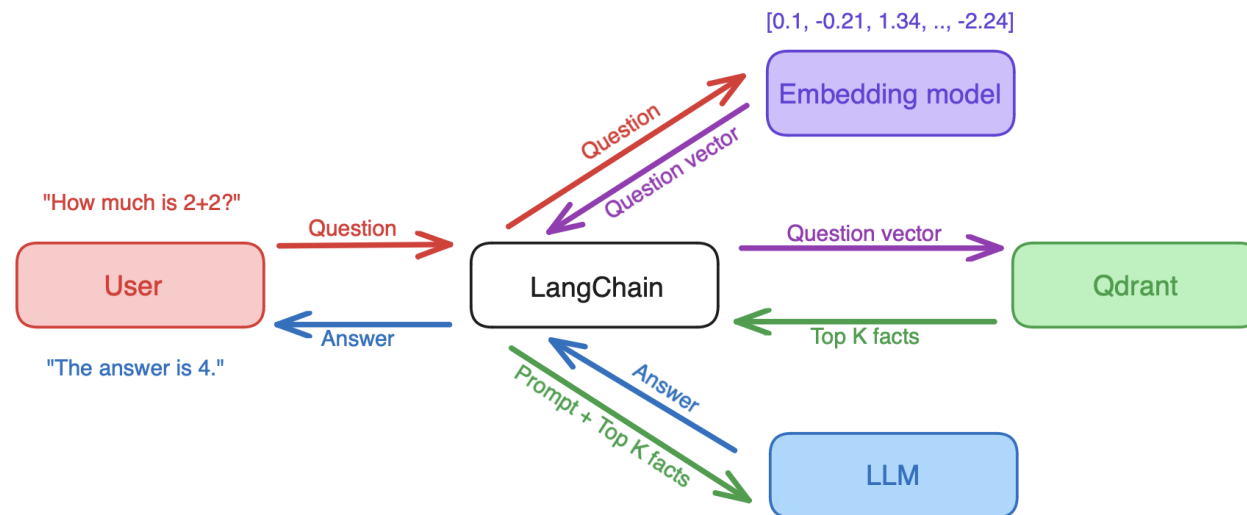 [0.1, -0.21, 1.34, .., -2.24]
Embedding model
Question
Question vector
"How much is 2+2?"
Question
User
LangChain
Question vector
Qdrant
Answer
Top K facts
"The answer is 4."
Answer
Prompt + Top K facts
LLM